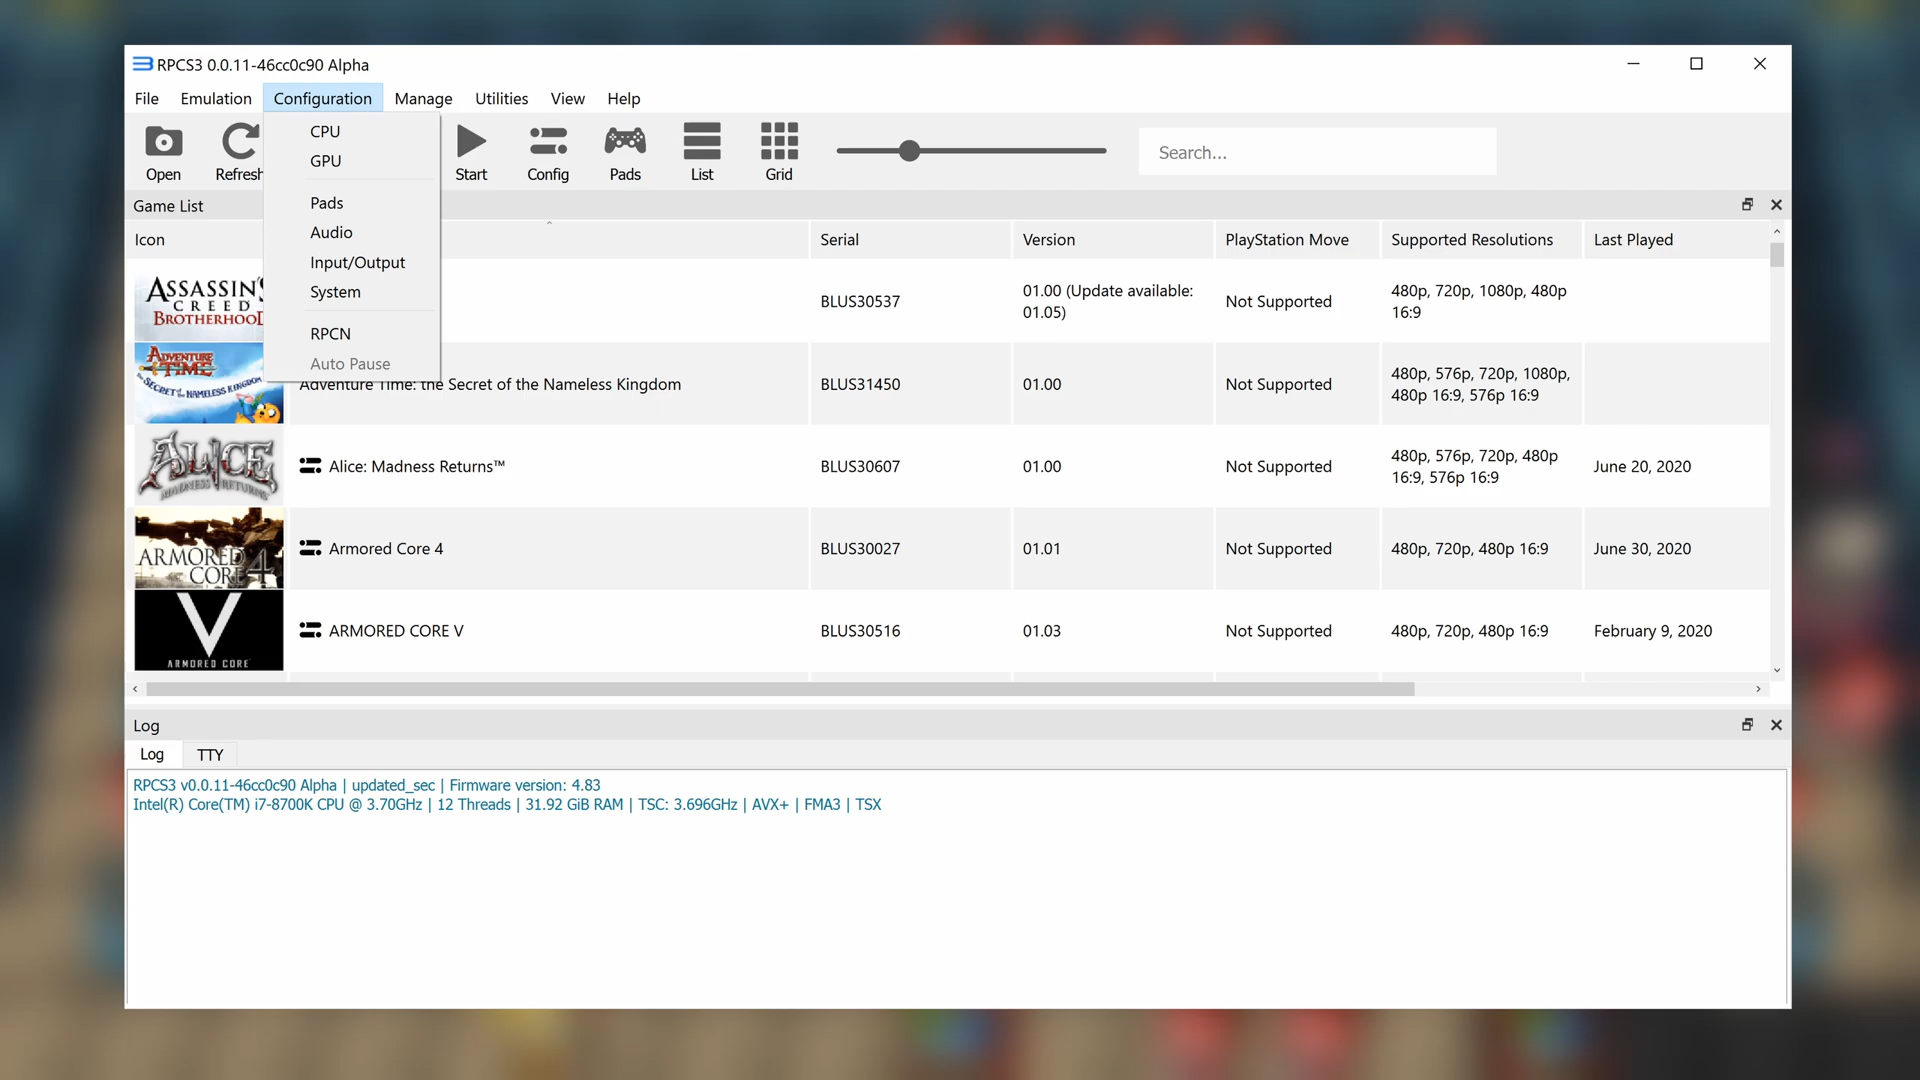 RPCS3 0.0.11-46cc0c90 Alpha
File Emulation Configuration Manage Utilities View Help
CPU
GPU
Pads
Audio
Input/Output
System
RPCN
Auto Pause
Open Refresh Start Config Pads List Grid Search...
Game List
Icon Serial Version PlayStation Move Supported Resolutions Last Played
ASSASSIN'S
CREED
BROTHERHOOD
BLUS30537 01.00 (Update available: 01.05) Not Supported 480p, 720p, 1080p, 480p 16:9
ADVENTURE
TIME
SECRET OF THE NAMELESS KINGDOM
Adventure Time: the Secret of the Nameless Kingdom BLUS31450 01.00 Not Supported 480p, 576p, 720p, 1080p, 480p 16:9, 576p 16:9
ALICE
MADNESS RETURNS
Alice: Madness Returns™ BLUS30607 01.00 Not Supported 480p, 576p, 720p, 480p 16:9, 576p 16:9 June 20, 2020
ARMORED
CORE 4
Armored Core 4 BLUS30027 01.01 Not Supported 480p, 720p, 480p 16:9 June 30, 2020
V
ARMORED CORE
ARMORED CORE V BLUS30516 01.03 Not Supported 480p, 720p, 480p 16:9 February 9, 2020
Log
Log TTY
RPCS3 v0.0.11-46cc0c90 Alpha | updated_sec | Firmware version: 4.83
Intel(R) Core(TM) i7-8700K CPU @ 3.70GHz | 12 Threads | 31.92 GiB RAM | TSC: 3.696GHz | AVX+ | FMA3 | TSX